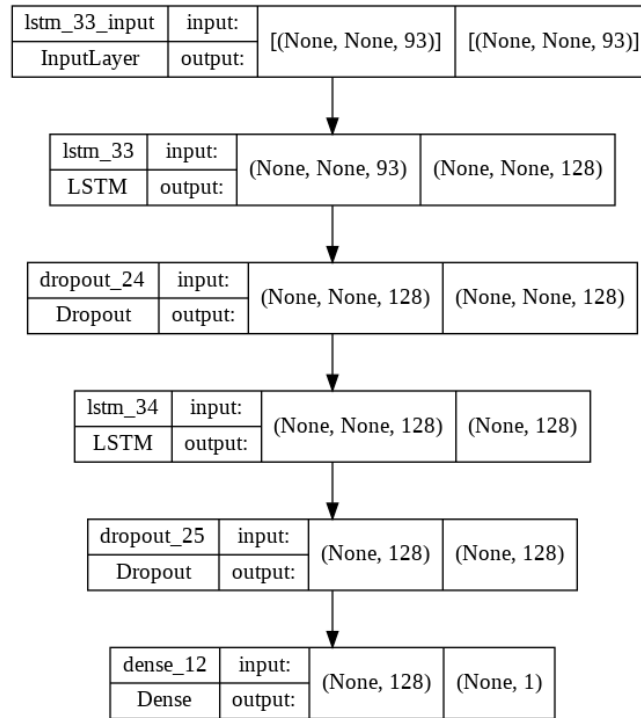 lstm_33_input input: [(None, None, 93)] [(None, None, 93)]
InputLayer output:
lstm_33 input: (None, None, 93) (None, None, 128)
LSTM output:
dropout_24 input: (None, None, 128) (None, None, 128)
Dropout output:
lstm_34 input: (None, None, 128) (None, 128)
LSTM output:
dropout_25 input: (None, 128) (None, 128)
Dropout output:
dense_12 input: (None, 128) (None, 1)
Dense output: